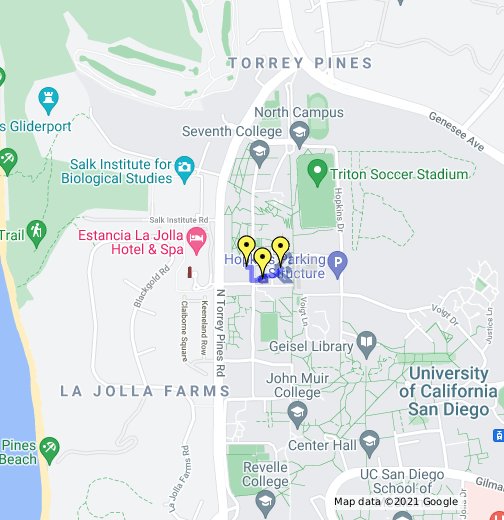 TORREY PINES
North Campus
Genesee Ave
s Gliderport
Seventh College
Salk Institute for
Biological Studies
Triton Soccer Stadium
Hopkins Dr
Salk Institute Rd
Trail
Estancia La Jolla
Hotel & Spa
Parking
Structure
Blackgold Rd
N Torrey Pines Rd
Keeneland Row
Claiborne Square
Voigt Ln
Voigt Dr
Justice Ln
Geisel Library
University
of California
San Diego
LA JOLLA FARMS
John Muir
College
Pines
Beach
Center Hall
La Jolla Farms Rd
Revelle
College
UC San Diego
School of
Gilma
Map data ©2021 Google